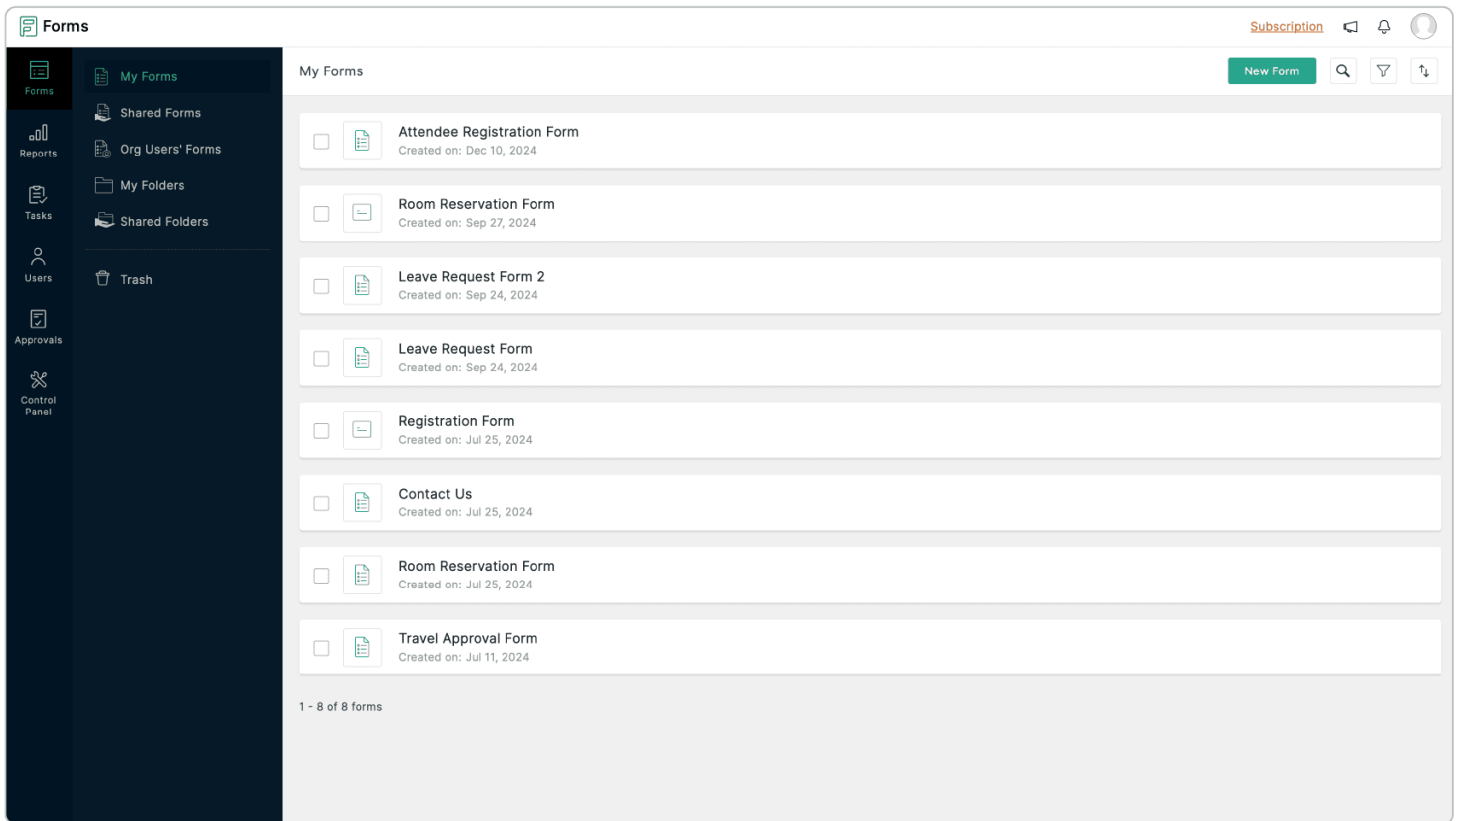 Forms
Subscription
Forms
Reports
Tasks
Users
Approvals
Control
Panel
My Forms
Shared Forms
Org Users' Forms
My Folders
Shared Folders
Trash
My Forms
New Form
Attendee Registration Form
Created on: Dec 10, 2024
Room Reservation Form
Created on: Sep 27, 2024
Leave Request Form 2
Created on: Sep 24, 2024
Leave Request Form
Created on: Sep 24, 2024
Registration Form
Created on: Jul 25, 2024
Contact Us
Created on: Jul 25, 2024
Room Reservation Form
Created on: Jul 25, 2024
Travel Approval Form
Created on: Jul 11, 2024
1 - 8 of 8 forms